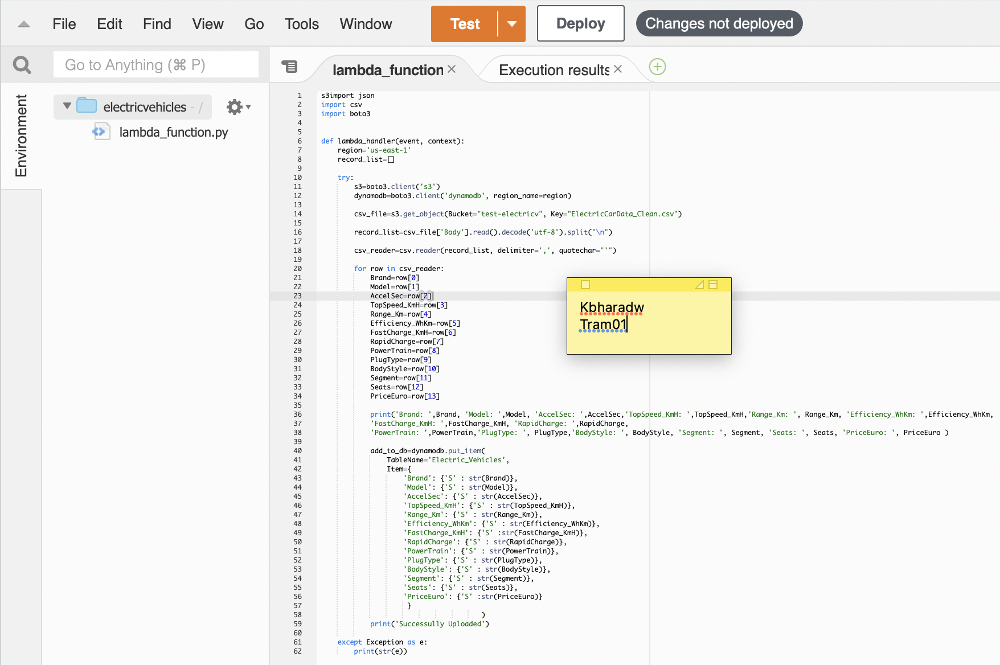 File Edit Find View Go Tools Window Test Deploy Changes not deployed
Go to Anything (⌘ P)
lambda_function × Execution results ×
Environment
electricvehicles - /
lambda_function.py
1 s3import json
2 import csv
3 import boto3
4
5
6 def lambda_handler(event, context):
7     region='us-east-1'
8     record_list=[]
9
10     try:
11         s3=boto3.client('s3')
12         dynamodb=boto3.client('dynamodb', region_name=region)
13
14         csv_file=s3.get_object(Bucket="test-electricv", Key="ElectricCarData_Clean.csv")
15
16         record_list=csv_file['Body'].read().decode('utf-8').split("\n")
17
18         csv_reader=csv.reader(record_list, delimiter=',', quotechar="'")
19
20         for row in csv_reader:
21             Brand=row[0]
22             Model=row[1]
23             AccelSec=row[2]
24             TopSpeed_KmH=row[3]
25             Range_Km=row[4]
26             Efficiency_WhKm=row[5]
27             FastCharge_KmH=row[6]
28             RapidCharge=row[7]
29             PowerTrain=row[8]
30             PlugType=row[9]
31             BodyStyle=row[10]
32             Segment=row[11]
33             Seats=row[12]
34             PriceEuro=row[13]
35
36             print('Brand: ',Brand, 'Model: ',Model, 'AccelSec: ',AccelSec,'TopSpeed_KmH: ',TopSpeed_KmH,'Range_Km: ', Range_Km, 'Efficiency_WhKm: ',Efficiency_WhKm,
37             'FastCharge_KmH: ',FastCharge_KmH, 'RapidCharge: ',RapidCharge,
38             'PowerTrain: ',PowerTrain,'PlugType: ', PlugType,'BodyStyle: ', BodyStyle, 'Segment: ', Segment, 'Seats: ', Seats, 'PriceEuro: ', PriceEuro )
39
40             add_to_db=dynamodb.put_item(
41                 TableName='Electric_Vehicles',
42                 Item={
43                     'Brand': {'S' : str(Brand)},
44                     'Model': {'S' : str(Model)},
45                     'AccelSec': {'S' : str(AccelSec)},
46                     'TopSpeed_KmH': {'S' : str(TopSpeed_KmH)},
47                     'Range_Km': {'S' : str(Range_Km)},
48                     'Efficiency_WhKm': {'S' : str(Efficiency_WhKm)},
49                     'FastCharge_KmH': {'S' :str(FastCharge_KmH)},
50                     'RapidCharge': {'S' : str(RapidCharge)},
51                     'PowerTrain': {'S' : str(PowerTrain)},
52                     'PlugType': {'S' : str(PlugType)},
53                     'BodyStyle': {'S' : str(BodyStyle)},
54                     'Segment': {'S' : str(Segment)},
55                     'Seats': {'S' : str(Seats)},
56                     'PriceEuro': {'S' :str(PriceEuro)}
57                      }
58                                        )
59             print('Successully Uploaded')
60
61     except Exception as e:
62         print(str(e))
Kbharadw
Tram01